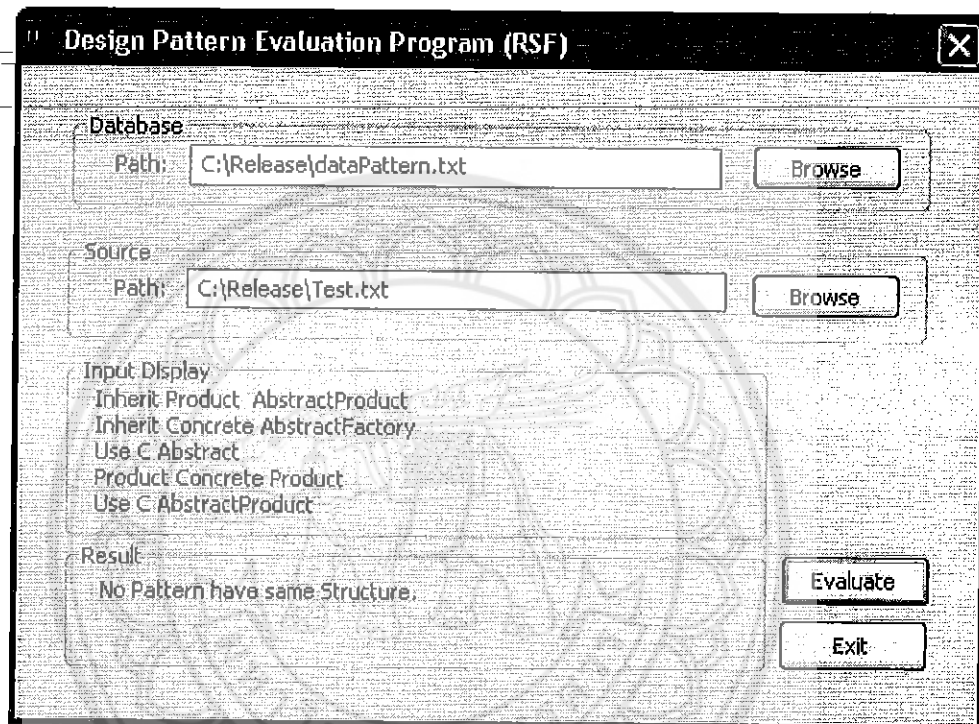 Design Pattern Evaluation Program (RSF)
Database
Path: C:\Release\dataPattern.txt Browse
Source
Path: C:\Release\Test.txt Browse
Input Display
Inherit Product AbstractProduct
Inherit Concrete AbstractFactory
Use C Abstract
Product Concrete Product
Use C AbstractProduct
Result
No Pattern have same Structure.
Evaluate
Exit